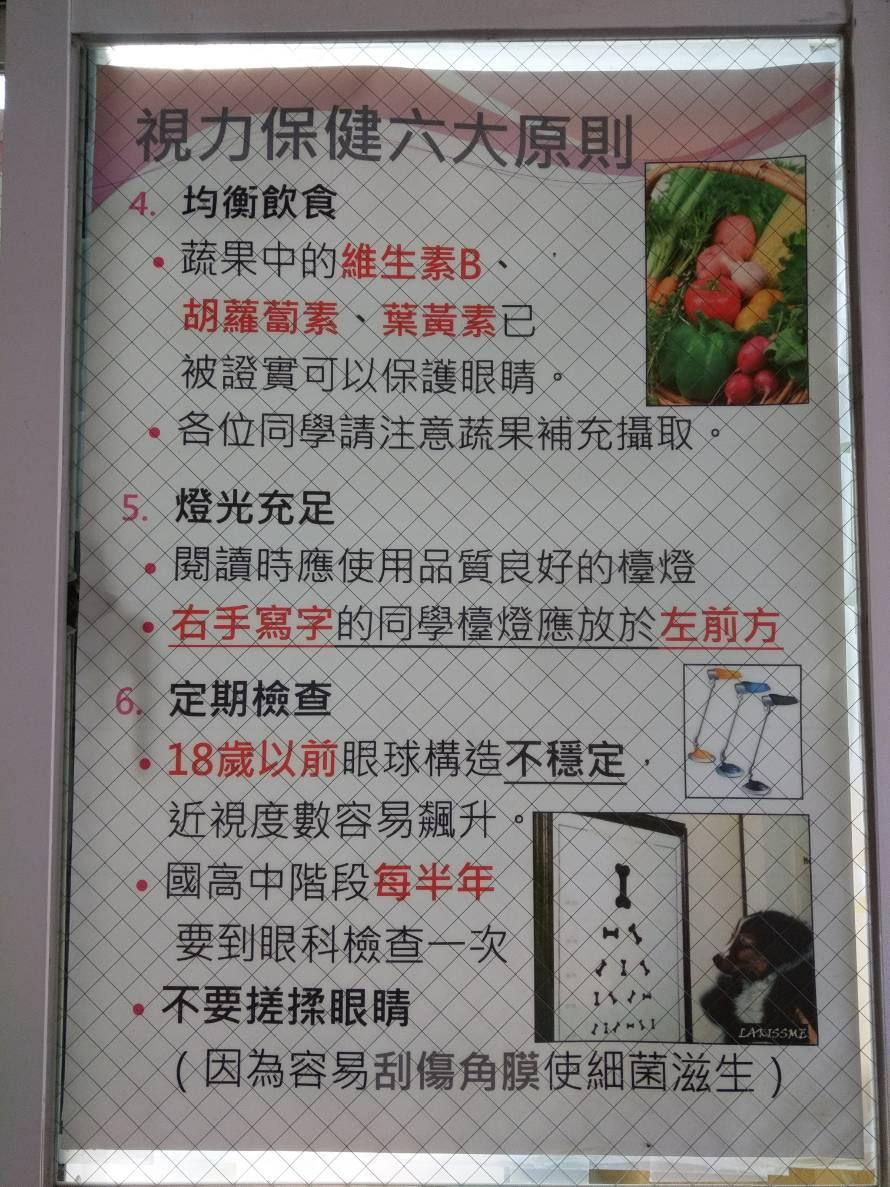 視力保健六大原則
4. 均衡飲食
• 蔬果中的維生素B、
胡蘿蔔素、葉黃素已
被證實可以保護眼睛。
• 各位同學請注意蔬果補充攝取。
5. 燈光充足
• 閱讀時應使用品質良好的檯燈
• 右手寫字的同學檯燈應放於左前方
6. 定期檢查
• 18歲以前眼球構造不穩定，
近視度數容易飆升。
• 國高中階段每半年
要到眼科檢查一次
• 不要搓揉眼睛
(因為容易刮傷角膜使細菌滋生)
LAKISSME